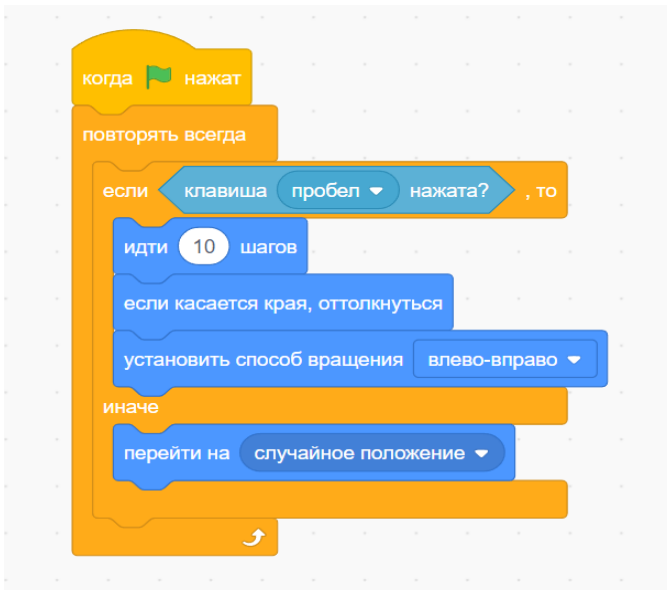 когда нажат
повторять всегда
если клавиша пробел нажата? , то
идти 10 шагов
если касается края, оттолкнуться
установить способ вращения влево-вправо
иначе
перейти на случайное положение